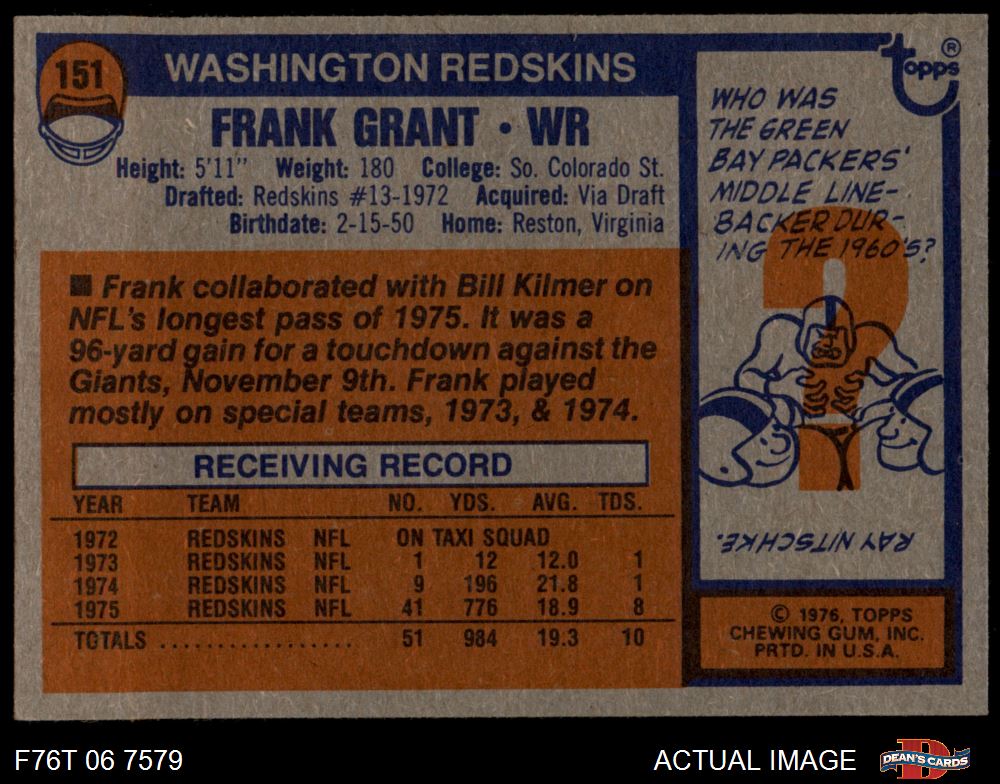 151
WASHINGTON REDSKINS
FRANK GRANT • WR
Height: 5'11" Weight: 180 College: So. Colorado St.
Drafted: Redskins #13-1972 Acquired: Via Draft
Birthdate: 2-15-50 Home: Reston, Virginia
■ Frank collaborated with Bill Kilmer on
NFL's longest pass of 1975. It was a
96-yard gain for a touchdown against the
Giants, November 9th. Frank played
mostly on special teams, 1973, & 1974.
RECEIVING RECORD
YEAR TEAM NO. YDS. AVG. TDS.
1972 REDSKINS NFL ON TAXI SQUAD
1973 REDSKINS NFL 1 12 12.0 1
1974 REDSKINS NFL 9 196 21.8 1
1975 REDSKINS NFL 41 776 18.9 8
TOTALS .................. 51 984 19.3 10
topps ®
WHO WAS
THE GREEN
BAY PACKERS'
MIDDLE LINE-
BACKER DUR-
ING THE 1960'S?
?
RAY NITSCHKE.
© 1976, TOPPS
CHEWING GUM, INC.
PRTD. IN U.S.A.
F76T 06 7579
ACTUAL IMAGE
DEAN'S CARDS